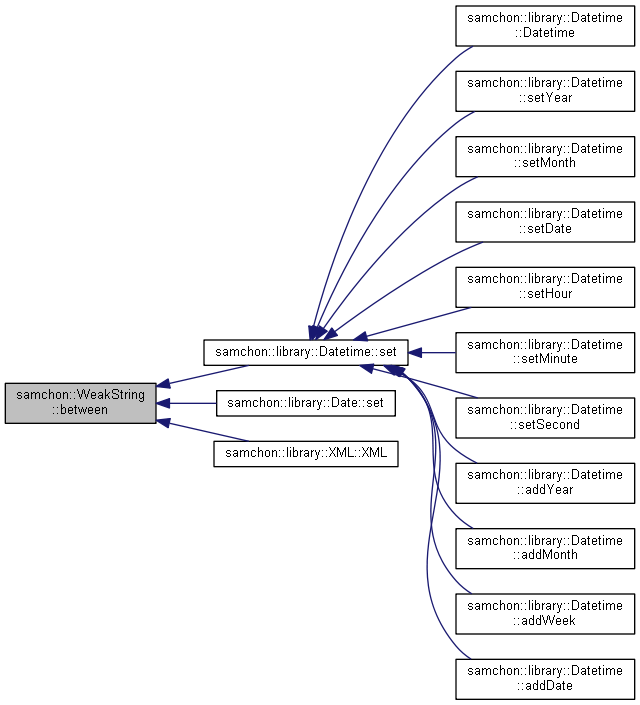 samchon::library::Datetime
::Datetime
samchon::library::Datetime
::setYear
samchon::library::Datetime
::setMonth
samchon::library::Datetime
::setDate
samchon::library::Datetime
::setHour
samchon::library::Datetime::set
samchon::library::Datetime
::setMinute
samchon::WeakString
::between
samchon::library::Date::set
samchon::library::Datetime
::setSecond
samchon::library::XML::XML
samchon::library::Datetime
::addYear
samchon::library::Datetime
::addMonth
samchon::library::Datetime
::addWeek
samchon::library::Datetime
::addDate